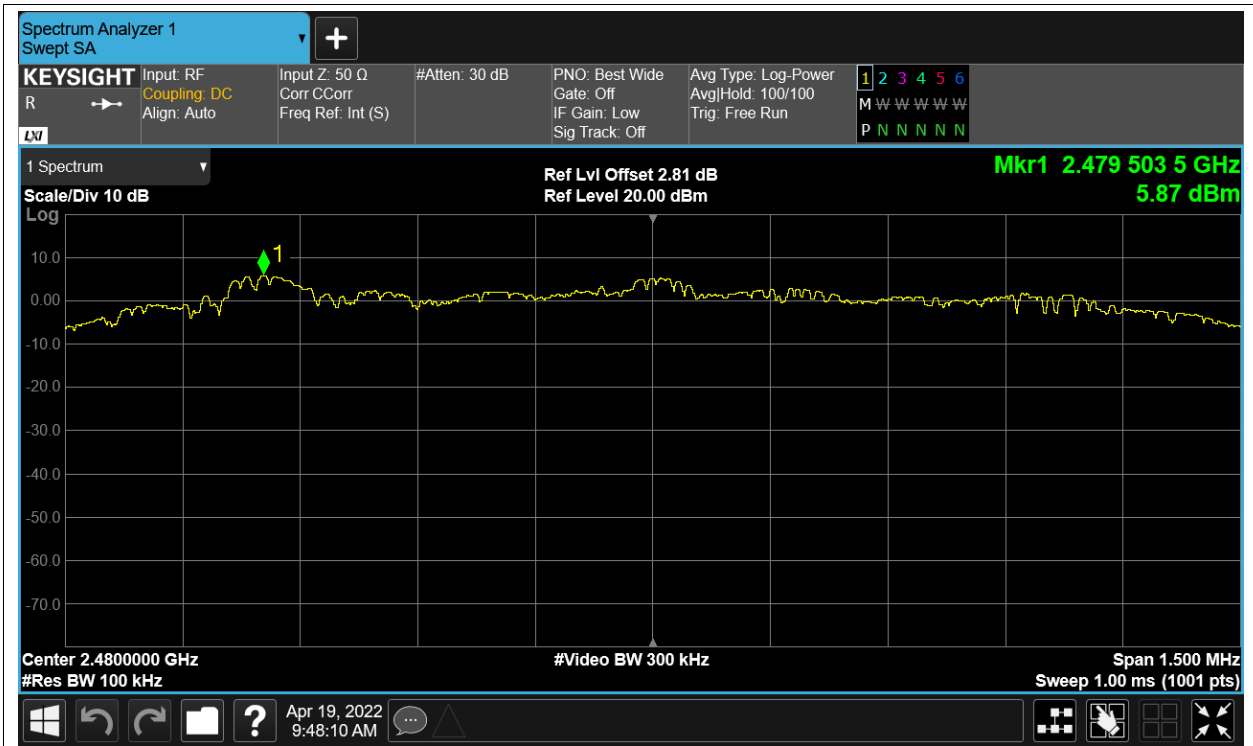 Spectrum Analyzer 1
Swept SA
KEYSIGHT
R
LXI
Input: RF
Coupling: DC
Align: Auto
Input Z: 50 Ω
Corr CCorr
Freq Ref: Int (S)
#Atten: 30 dB
PNO: Best Wide
Gate: Off
IF Gain: Low
Sig Track: Off
Avg Type: Log-Power
Avg|Hold: 100/100
Trig: Free Run
1 2 3 4 5 6
M W W W W W
P N N N N N
1 Spectrum
Scale/Div 10 dB
Log
Ref Lvl Offset 2.81 dB
Ref Level 20.00 dBm
Mkr1 2.479 503 5 GHz
5.87 dBm
1
10.0
0.00
-10.0
-20.0
-30.0
-40.0
-50.0
-60.0
-70.0
Center 2.4800000 GHz
#Res BW 100 kHz
#Video BW 300 kHz
Span 1.500 MHz
Sweep 1.00 ms (1001 pts)
?
Apr 19, 2022
9:48:10 AM